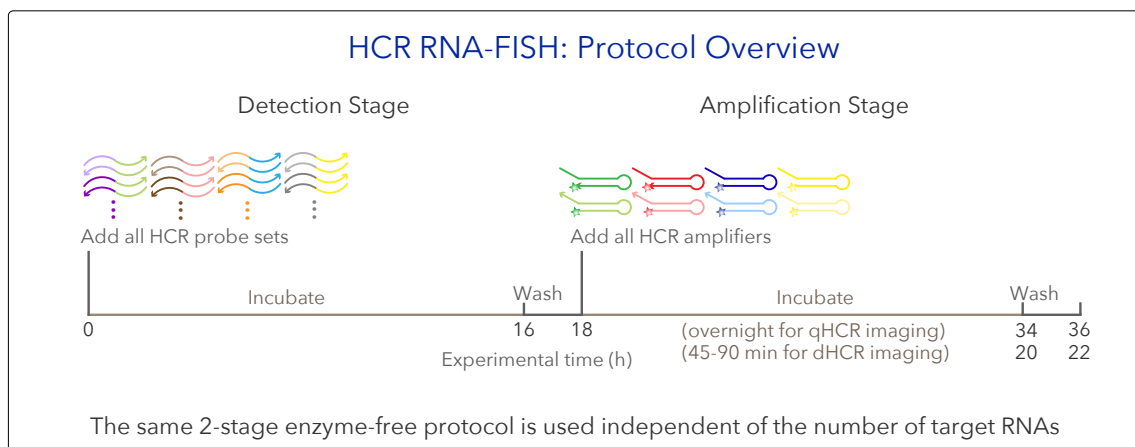 HCR RNA-FISH: Protocol Overview
Detection Stage
Amplification Stage
Add all HCR probe sets
Add all HCR amplifiers
Incubate
Wash
Incubate
Wash
0
16
18
(overnight for qHCR imaging)
34
36
Experimental time (h)
(45-90 min for dHCR imaging)
20
22
The same 2-stage enzyme-free protocol is used independent of the number of target RNAs